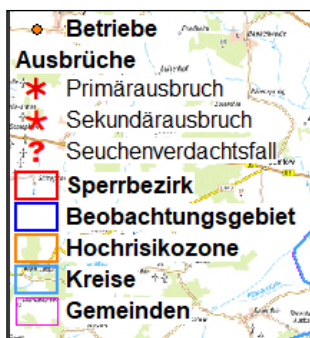 Betriebe
Ausbrüche
Primärausbruch
Sekundärausbruch
? Seuchenverdachtsfall
Sperrbezirk
Beobachtungsgebiet
Hochrisikozone
Kreise
Gemeinden